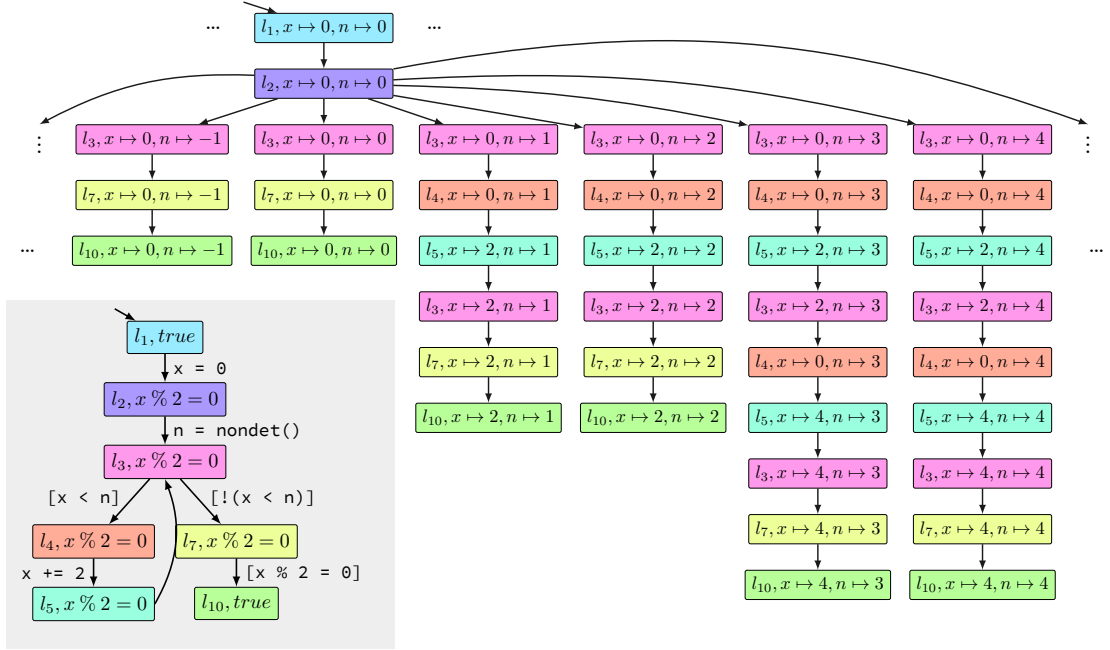 ... l₁, x ↦ 0, n ↦ 0 ...
l₂, x ↦ 0, n ↦ 0
⋮ l₃, x ↦ 0, n ↦ −1 l₃, x ↦ 0, n ↦ 0 l₃, x ↦ 0, n ↦ 1 l₃, x ↦ 0, n ↦ 2 l₃, x ↦ 0, n ↦ 3 l₃, x ↦ 0, n ↦ 4 ⋮
l₇, x ↦ 0, n ↦ −1 l₇, x ↦ 0, n ↦ 0 l₄, x ↦ 0, n ↦ 1 l₄, x ↦ 0, n ↦ 2 l₄, x ↦ 0, n ↦ 3 l₄, x ↦ 0, n ↦ 4
... l₁₀, x ↦ 0, n ↦ −1 l₁₀, x ↦ 0, n ↦ 0 l₅, x ↦ 2, n ↦ 1 l₅, x ↦ 2, n ↦ 2 l₅, x ↦ 2, n ↦ 3 l₅, x ↦ 2, n ↦ 4 ...
l₃, x ↦ 2, n ↦ 1 l₃, x ↦ 2, n ↦ 2 l₃, x ↦ 2, n ↦ 3 l₃, x ↦ 2, n ↦ 4
l₇, x ↦ 2, n ↦ 1 l₇, x ↦ 2, n ↦ 2 l₄, x ↦ 0, n ↦ 3 l₄, x ↦ 0, n ↦ 4
l₁₀, x ↦ 2, n ↦ 1 l₁₀, x ↦ 2, n ↦ 2 l₅, x ↦ 4, n ↦ 3 l₅, x ↦ 4, n ↦ 4
l₃, x ↦ 4, n ↦ 3 l₃, x ↦ 4, n ↦ 4
l₇, x ↦ 4, n ↦ 3 l₇, x ↦ 4, n ↦ 4
l₁₀, x ↦ 4, n ↦ 3 l₁₀, x ↦ 4, n ↦ 4
l₁, true
x = 0
l₂, x % 2 = 0
n = nondet()
l₃, x % 2 = 0
[x < n] [!(x < n)]
l₄, x % 2 = 0 l₇, x % 2 = 0
x += 2 [x % 2 = 0]
l₅, x % 2 = 0 l₁₀, true